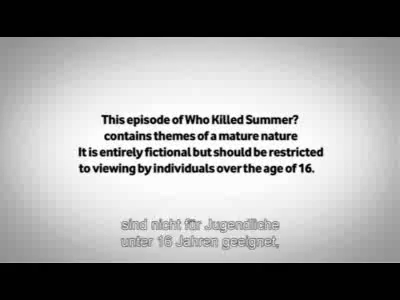 This episode of Who Killed Summer?
contains themes of a mature nature
It is entirely fictional but should be restricted
to viewing by individuals over the age of 16.
sind nicht für Jugendliche
unter 16 Jahren geeignet,